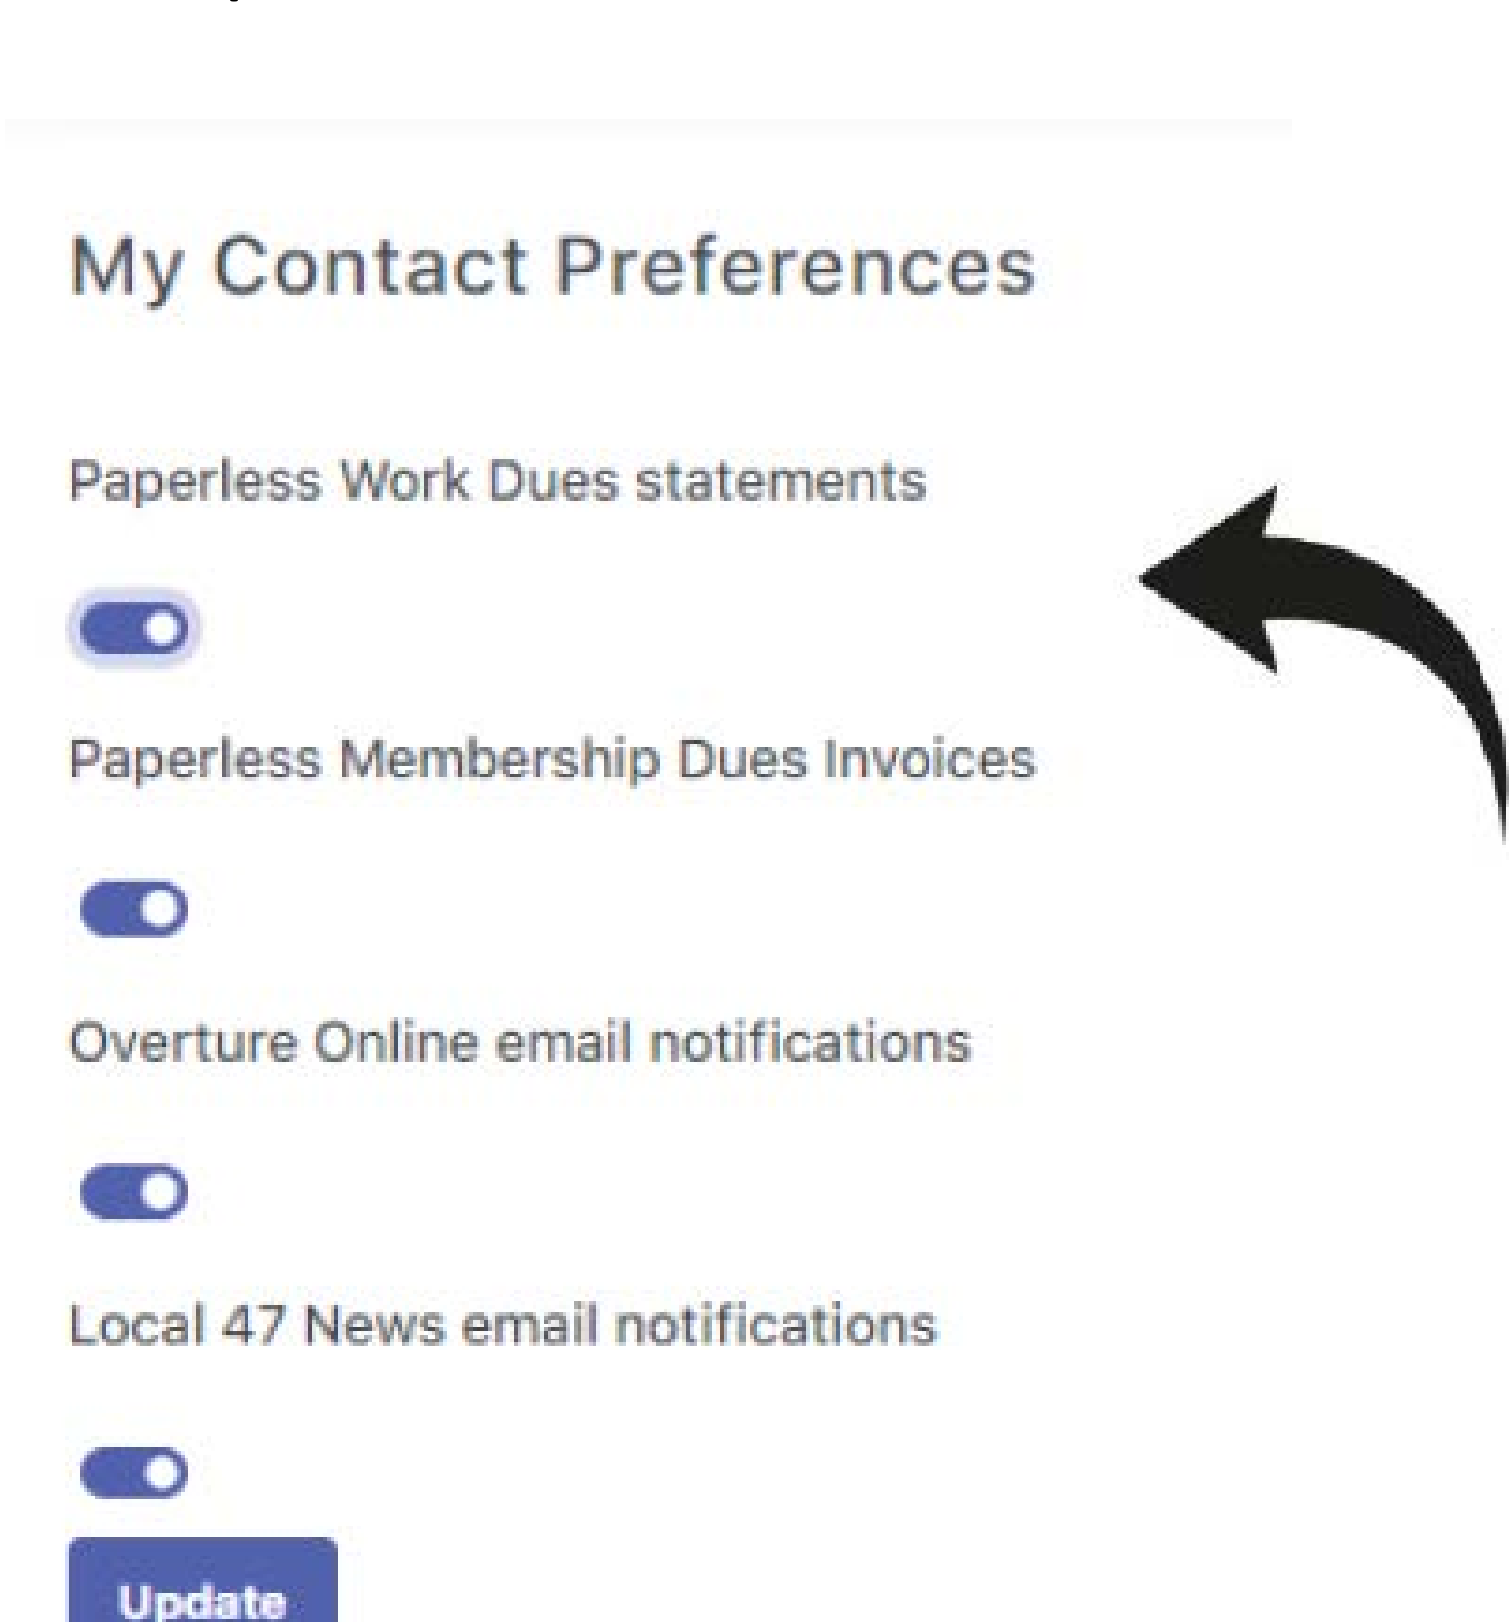 My Contact Preferences
Paperless Work Dues statements
Paperless Membership Dues Invoices
Overture Online email notifications
Local 47 News email notifications
Update